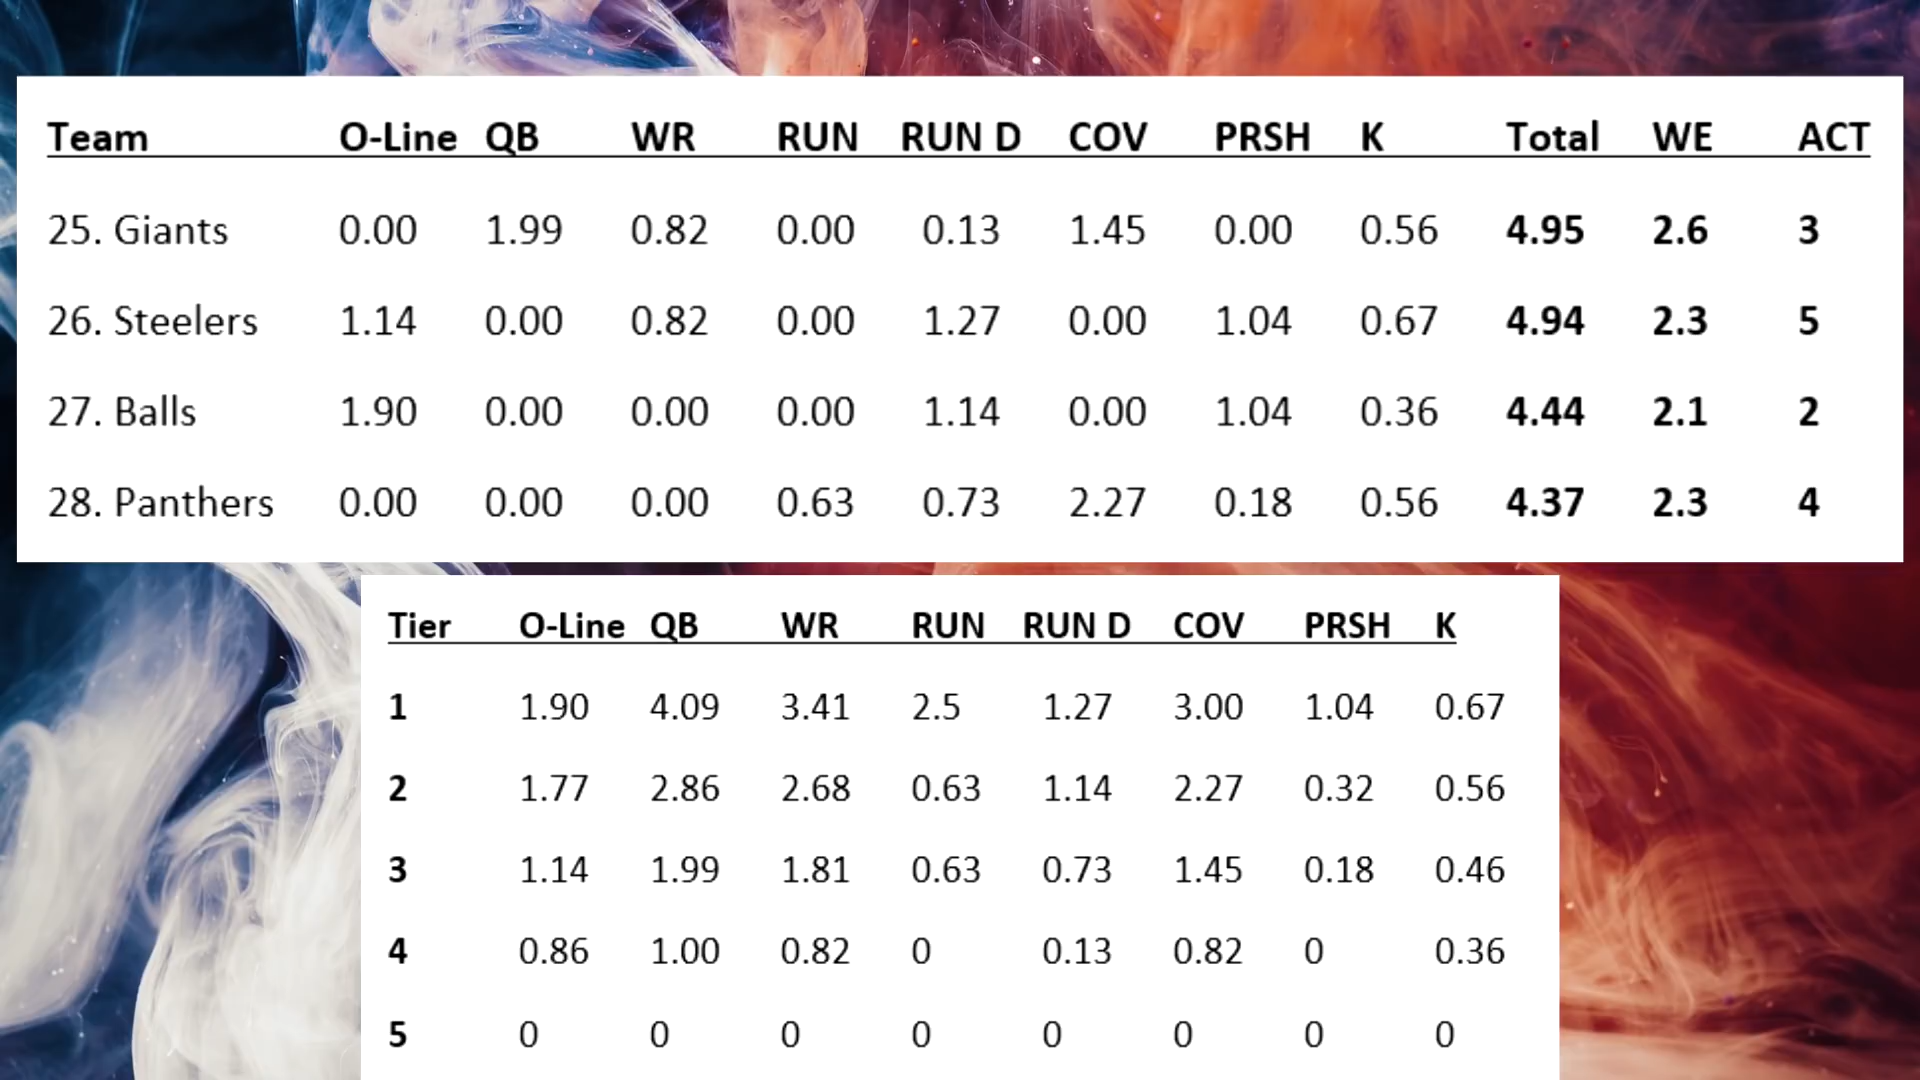 Team O-Line QB WR RUN RUN D COV PRSH K Total WE ACT
25. Giants 0.00 1.99 0.82 0.00 0.13 1.45 0.00 0.56 4.95 2.6 3
26. Steelers 1.14 0.00 0.82 0.00 1.27 0.00 1.04 0.67 4.94 2.3 5
27. Balls 1.90 0.00 0.00 0.00 1.14 0.00 1.04 0.36 4.44 2.1 2
28. Panthers 0.00 0.00 0.00 0.63 0.73 2.27 0.18 0.56 4.37 2.3 4
Tier O-Line QB WR RUN RUN D COV PRSH K
1 1.90 4.09 3.41 2.5 1.27 3.00 1.04 0.67
2 1.77 2.86 2.68 0.63 1.14 2.27 0.32 0.56
3 1.14 1.99 1.81 0.63 0.73 1.45 0.18 0.46
4 0.86 1.00 0.82 0 0.13 0.82 0 0.36
5 0 0 0 0 0 0 0 0